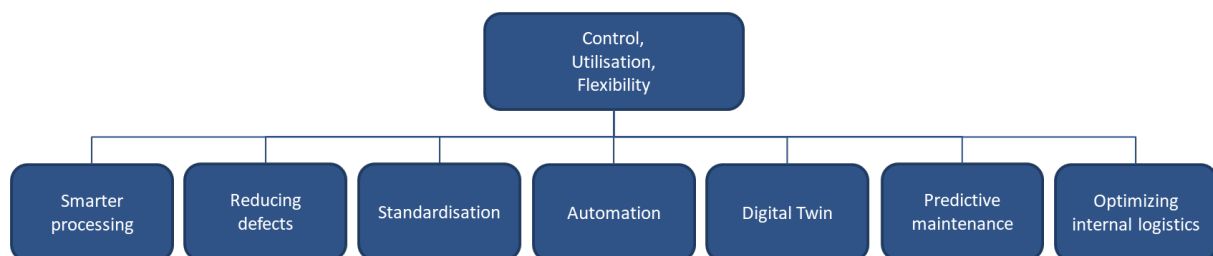 Control,
Utilisation,
Flexibility
Smarter
processing
Reducing
defects
Standardisation
Automation
Digital Twin
Predictive
maintenance
Optimizing
internal logistics